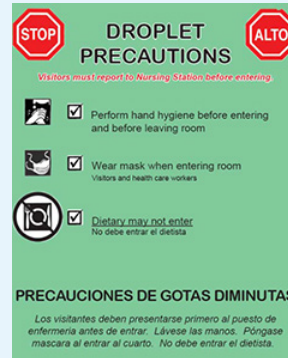 STOP
DROPLET
ALTO
PRECAUTIONS
Visitors must report to Nursing Station before entering.
Perform hand hygiene before entering
and before leaving room
Wear mask when entering room
Visitors and health care workers
Dietary may not enter
No debe entrar el dietista
PRECAUCIONES DE GOTAS DIMINUTAS
Los visitantes deben presentarse primero al puesto de
enfermeria antes de entrar. Lávese las manos. Póngase
mascara al entrar al cuarto. No debe entrar el dietista.